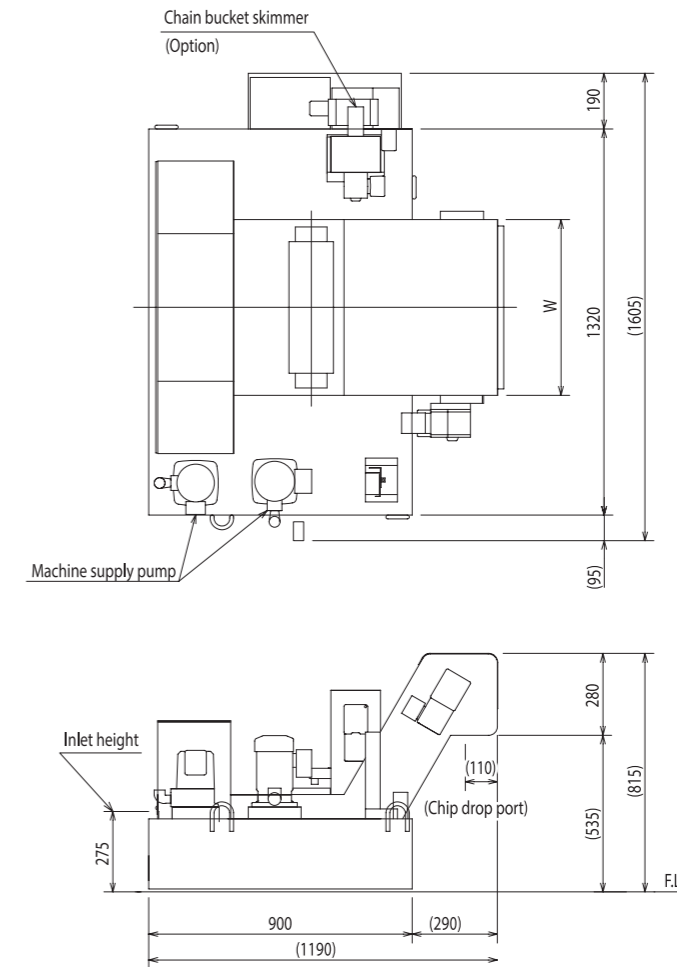 Chain bucket skimmer
(Option)
190
W
1320
(1605)
(95)
Machine supply pump
Inlet height
275
280
(110)
(Chip drop port)
(535)
(815)
F.L
900
(290)
(1190)